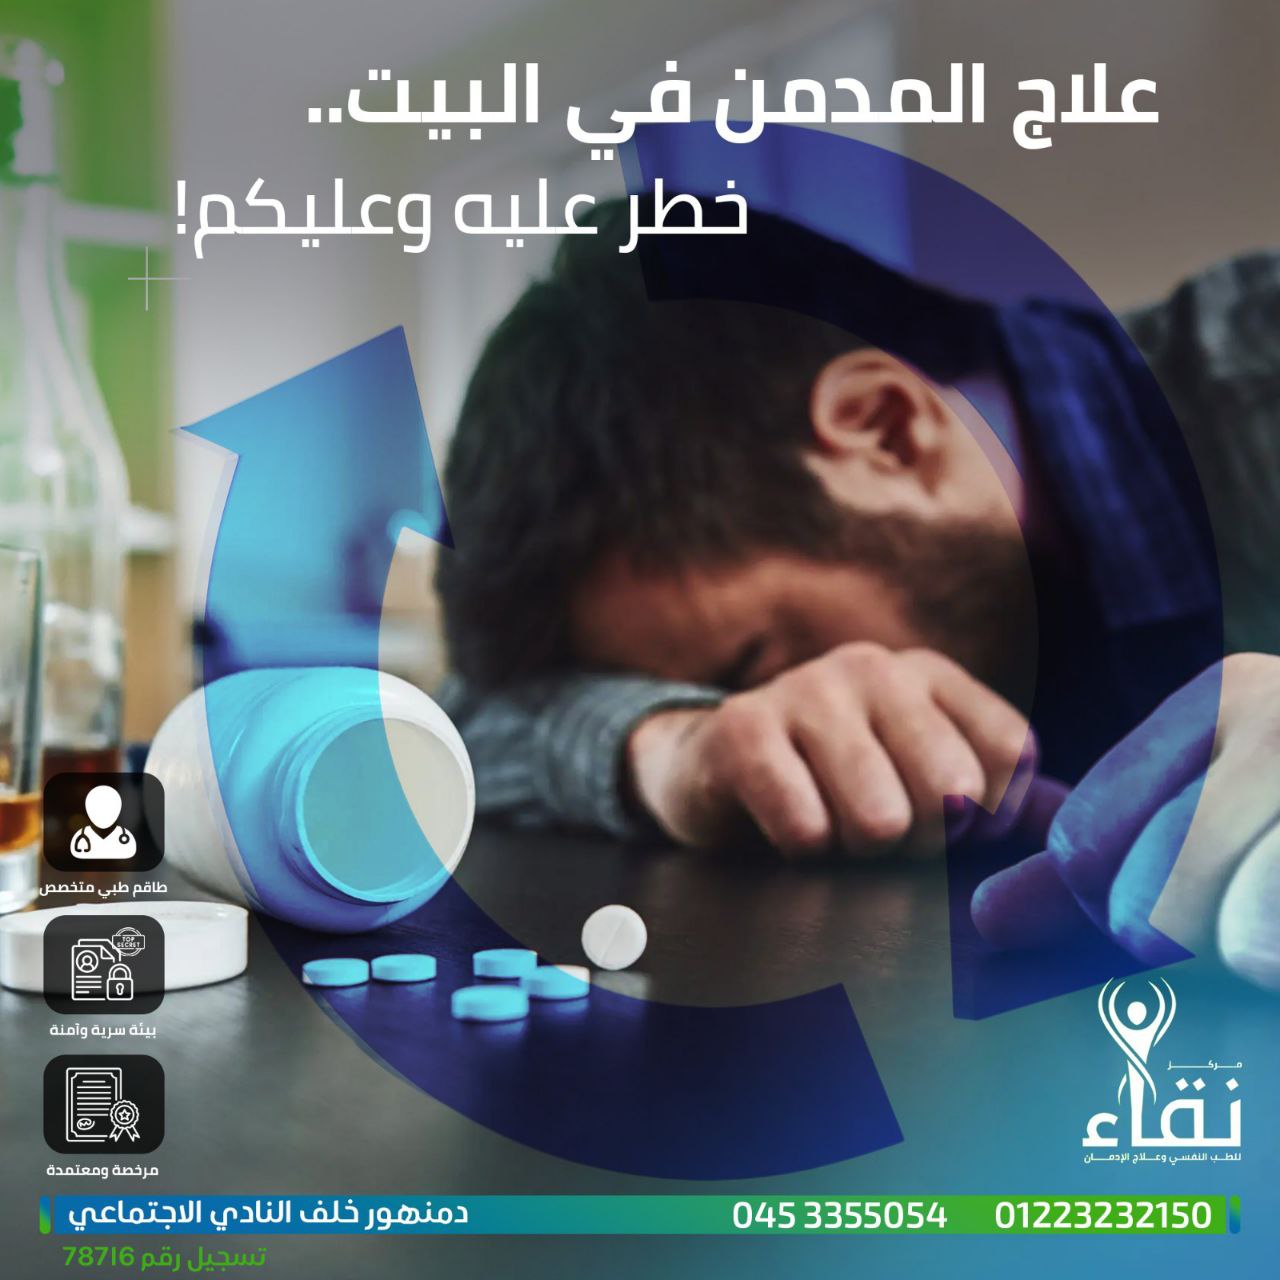 علاج المدمن في البيت..
خطر عليه وعليكم!
طاقم طبي متخصص
TOP
SECRET
بيئة سرية وآمنة
مرخصة ومعتمدة
مركز
نقاء
للطب النفسي وعلاج الإدمان
01223232150
045 3355054
دمنهور خلف النادي الاجتماعي
تسجيل رقم 78716